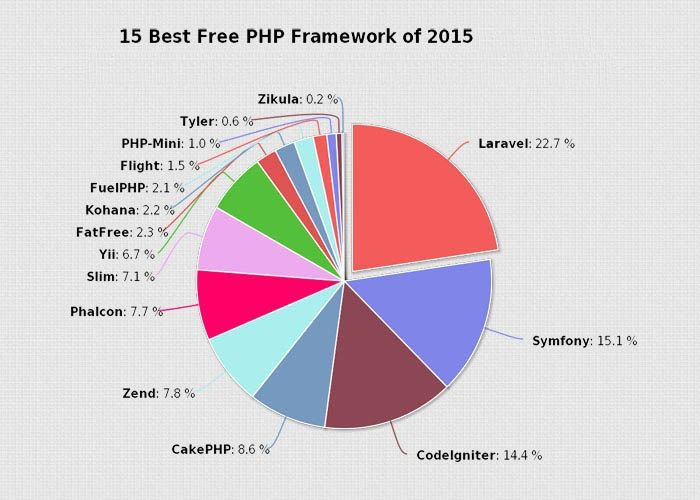 15 Best Free PHP Framework of 2015
Zikula: 0.2 %
Tyler: 0.6 %
PHP-Mini: 1.0 %
Flight: 1.5 %
FuelPHP: 2.1 %
Kohana: 2.2 %
FatFree: 2.3 %
Yii: 6.7 %
Slim: 7.1 %
Phalcon: 7.7 %
Zend: 7.8 %
CakePHP: 8.6 %
CodeIgniter: 14.4 %
Symfony: 15.1 %
Laravel: 22.7 %